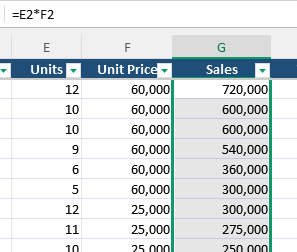 =E2*F2
E F G
Units Unit Price Sales
12 60,000 720,000
10 60,000 600,000
10 60,000 600,000
9 60,000 540,000
6 60,000 360,000
5 60,000 300,000
12 25,000 300,000
11 25,000 275,000
10 25,000 250,000